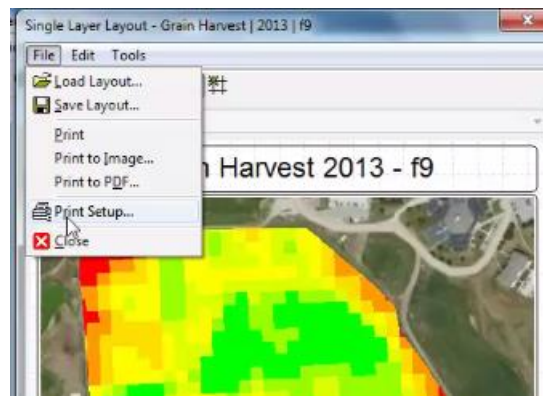 Single Layer Layout - Grain Harvest | 2013 | f9
File Edit Tools
Load Layout...
Save Layout...
Print
Print to Image...
Print to PDF...
Print Setup...
Close
Harvest 2013 - f9